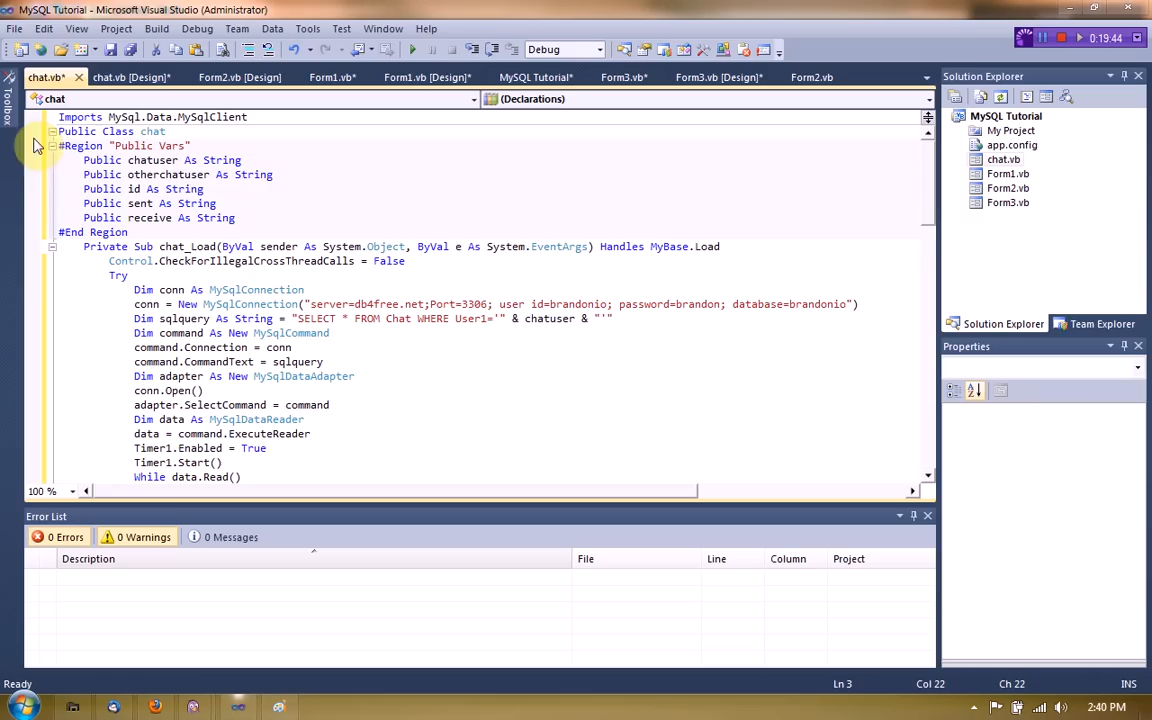 MySQL Tutorial - Microsoft Visual Studio (Administrator)
File Edit View Project Build Debug Team Data Tools Test Window Help
Debug
0:19:44
chat.vb* chat.vb [Design]* Form2.vb [Design] Form1.vb* Form1.vb [Design]* MySQL Tutorial* Form3.vb* Form3.vb [Design]* Form2.vb
Toolbox
chat (Declarations)
Imports MySql.Data.MySqlClient
Public Class chat
#Region "Public Vars"
Public chatuser As String
Public otherchatuser As String
Public id As String
Public sent As String
Public receive As String
#End Region
Private Sub chat_Load(ByVal sender As System.Object, ByVal e As System.EventArgs) Handles MyBase.Load
Control.CheckForIllegalCrossThreadCalls = False
Try
Dim conn As MySqlConnection
conn = New MySqlConnection("server=db4free.net;Port=3306; user id=brandonio; password=brandon; database=brandonio")
Dim sqlquery As String = "SELECT * FROM Chat WHERE User1='" & chatuser & "'"
Dim command As New MySqlCommand
command.Connection = conn
command.CommandText = sqlquery
Dim adapter As New MySqlDataAdapter
conn.Open()
adapter.SelectCommand = command
Dim data As MySqlDataReader
data = command.ExecuteReader
Timer1.Enabled = True
Timer1.Start()
While data.Read()
100 %
Solution Explorer
MySQL Tutorial
My Project
app.config
chat.vb
Form1.vb
Form2.vb
Form3.vb
Solution Explorer Team Explorer
Properties
Error List
0 Errors 0 Warnings 0 Messages
Description File Line Column Project
Ready Ln 3 Col 22 Ch 22 INS
2:40 PM